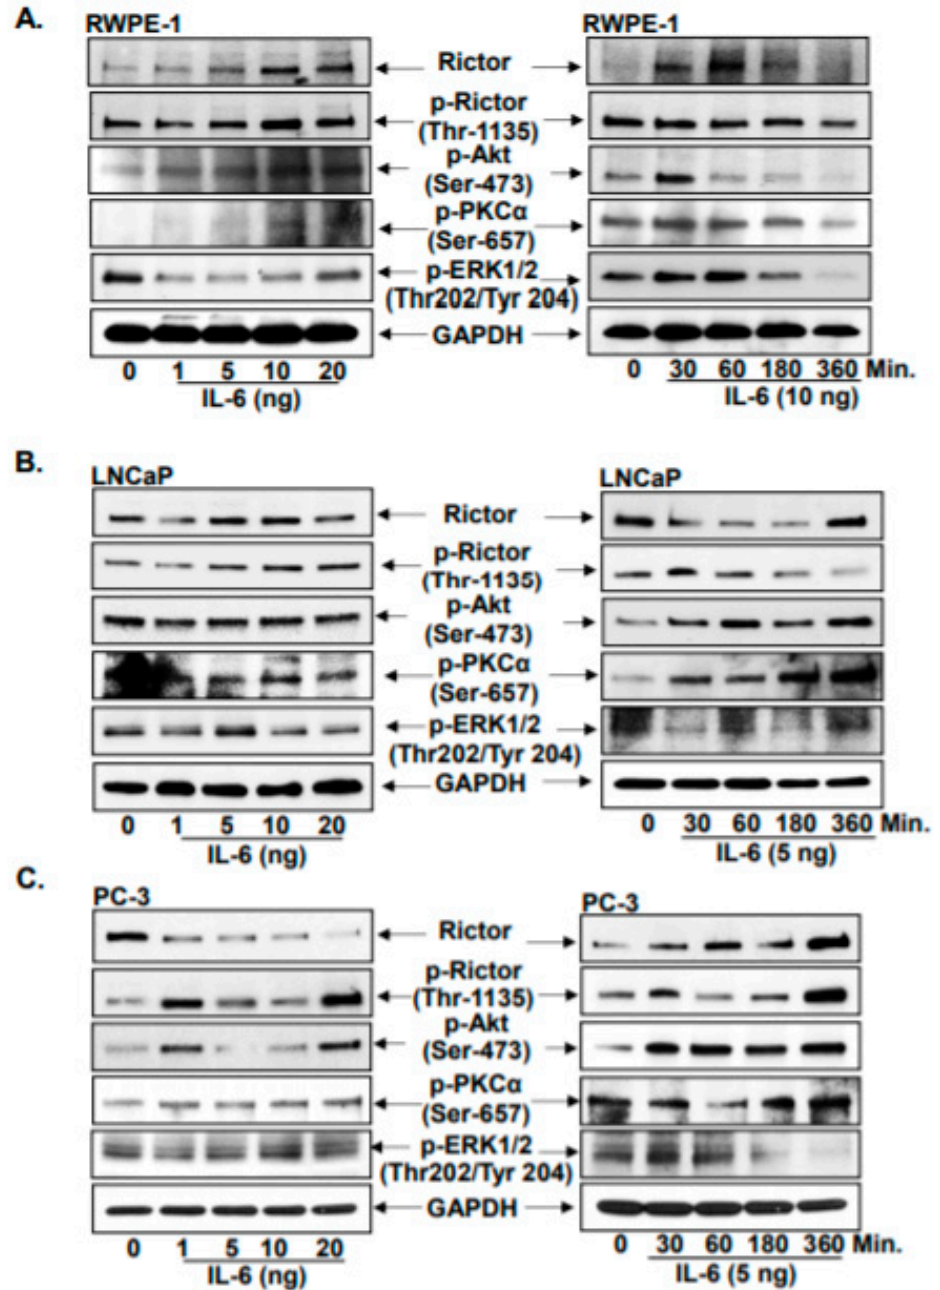 A.
RWPE-1 RWPE-1
Rictor
p-Rictor
(Thr-1135)
p-Akt
(Ser-473)
p-PKCα
(Ser-657)
p-ERK1/2
(Thr202/Tyr 204)
GAPDH
0 1 5 10 20 0 30 60 180 360 Min.
IL-6 (ng) IL-6 (10 ng)
B.
LNCaP LNCaP
Rictor
p-Rictor
(Thr-1135)
p-Akt
(Ser-473)
p-PKCα
(Ser-657)
p-ERK1/2
(Thr202/Tyr 204)
GAPDH
0 1 5 10 20 0 30 60 180 360 Min.
IL-6 (ng) IL-6 (5 ng)
C.
PC-3 PC-3
Rictor
p-Rictor
(Thr-1135)
p-Akt
(Ser-473)
p-PKCα
(Ser-657)
p-ERK1/2
(Thr202/Tyr 204)
GAPDH
0 1 5 10 20 0 30 60 180 360 Min.
IL-6 (ng) IL-6 (5 ng)